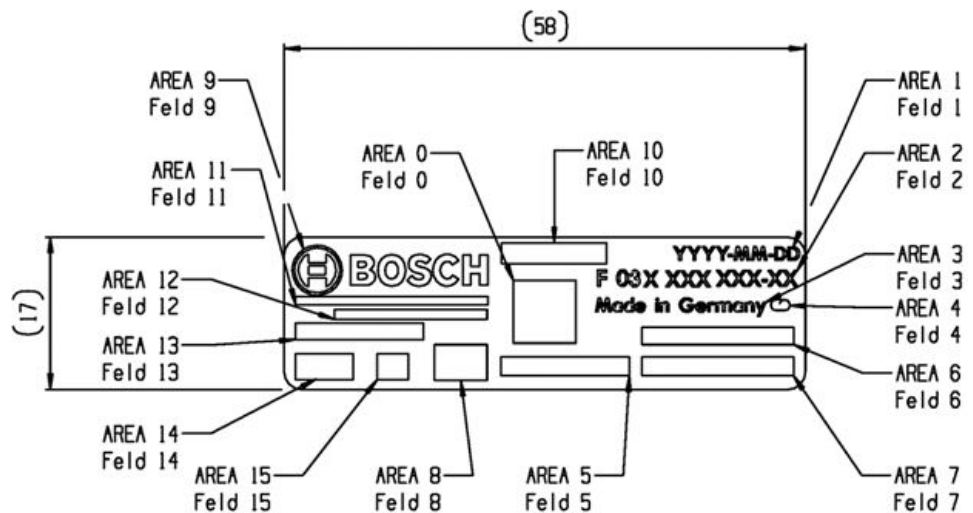 (58)
AREA 9
Feld 9
AREA 1
Feld 1
AREA 0
Feld 0
AREA 10
Feld 10
AREA 2
Feld 2
AREA 11
Feld 11
BOSCH
YYYY-MM-DD
F 03X XXX XXX-XX
Made in Germany
AREA 3
Feld 3
AREA 12
Feld 12
AREA 4
Feld 4
(17)
AREA 13
Feld 13
AREA 6
Feld 6
AREA 14
Feld 14
AREA 15
Feld 15
AREA 8
Feld 8
AREA 5
Feld 5
AREA 7
Feld 7